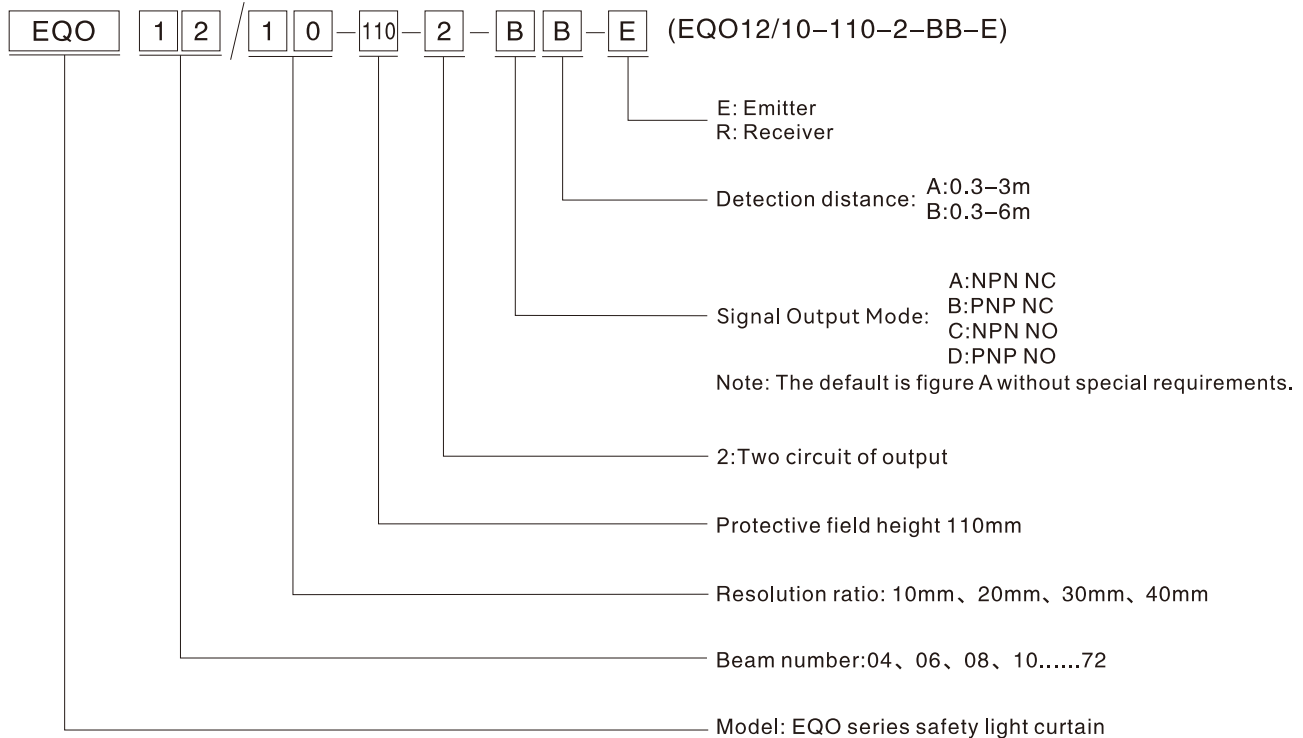 EQO 1 2 / 1 0 – 110 – 2 – B B – E (EQO12/10–110–2–BB–E)
E: Emitter
R: Receiver
Detection distance: A:0.3–3m
B:0.3–6m
Signal Output Mode: A:NPN NC
B:PNP NC
C:NPN NO
D:PNP NO
Note: The default is figure A without special requirements.
2:Two circuit of output
Protective field height 110mm
Resolution ratio: 10mm、20mm、30mm、40mm
Beam number:04、06、08、10......72
Model: EQO series safety light curtain